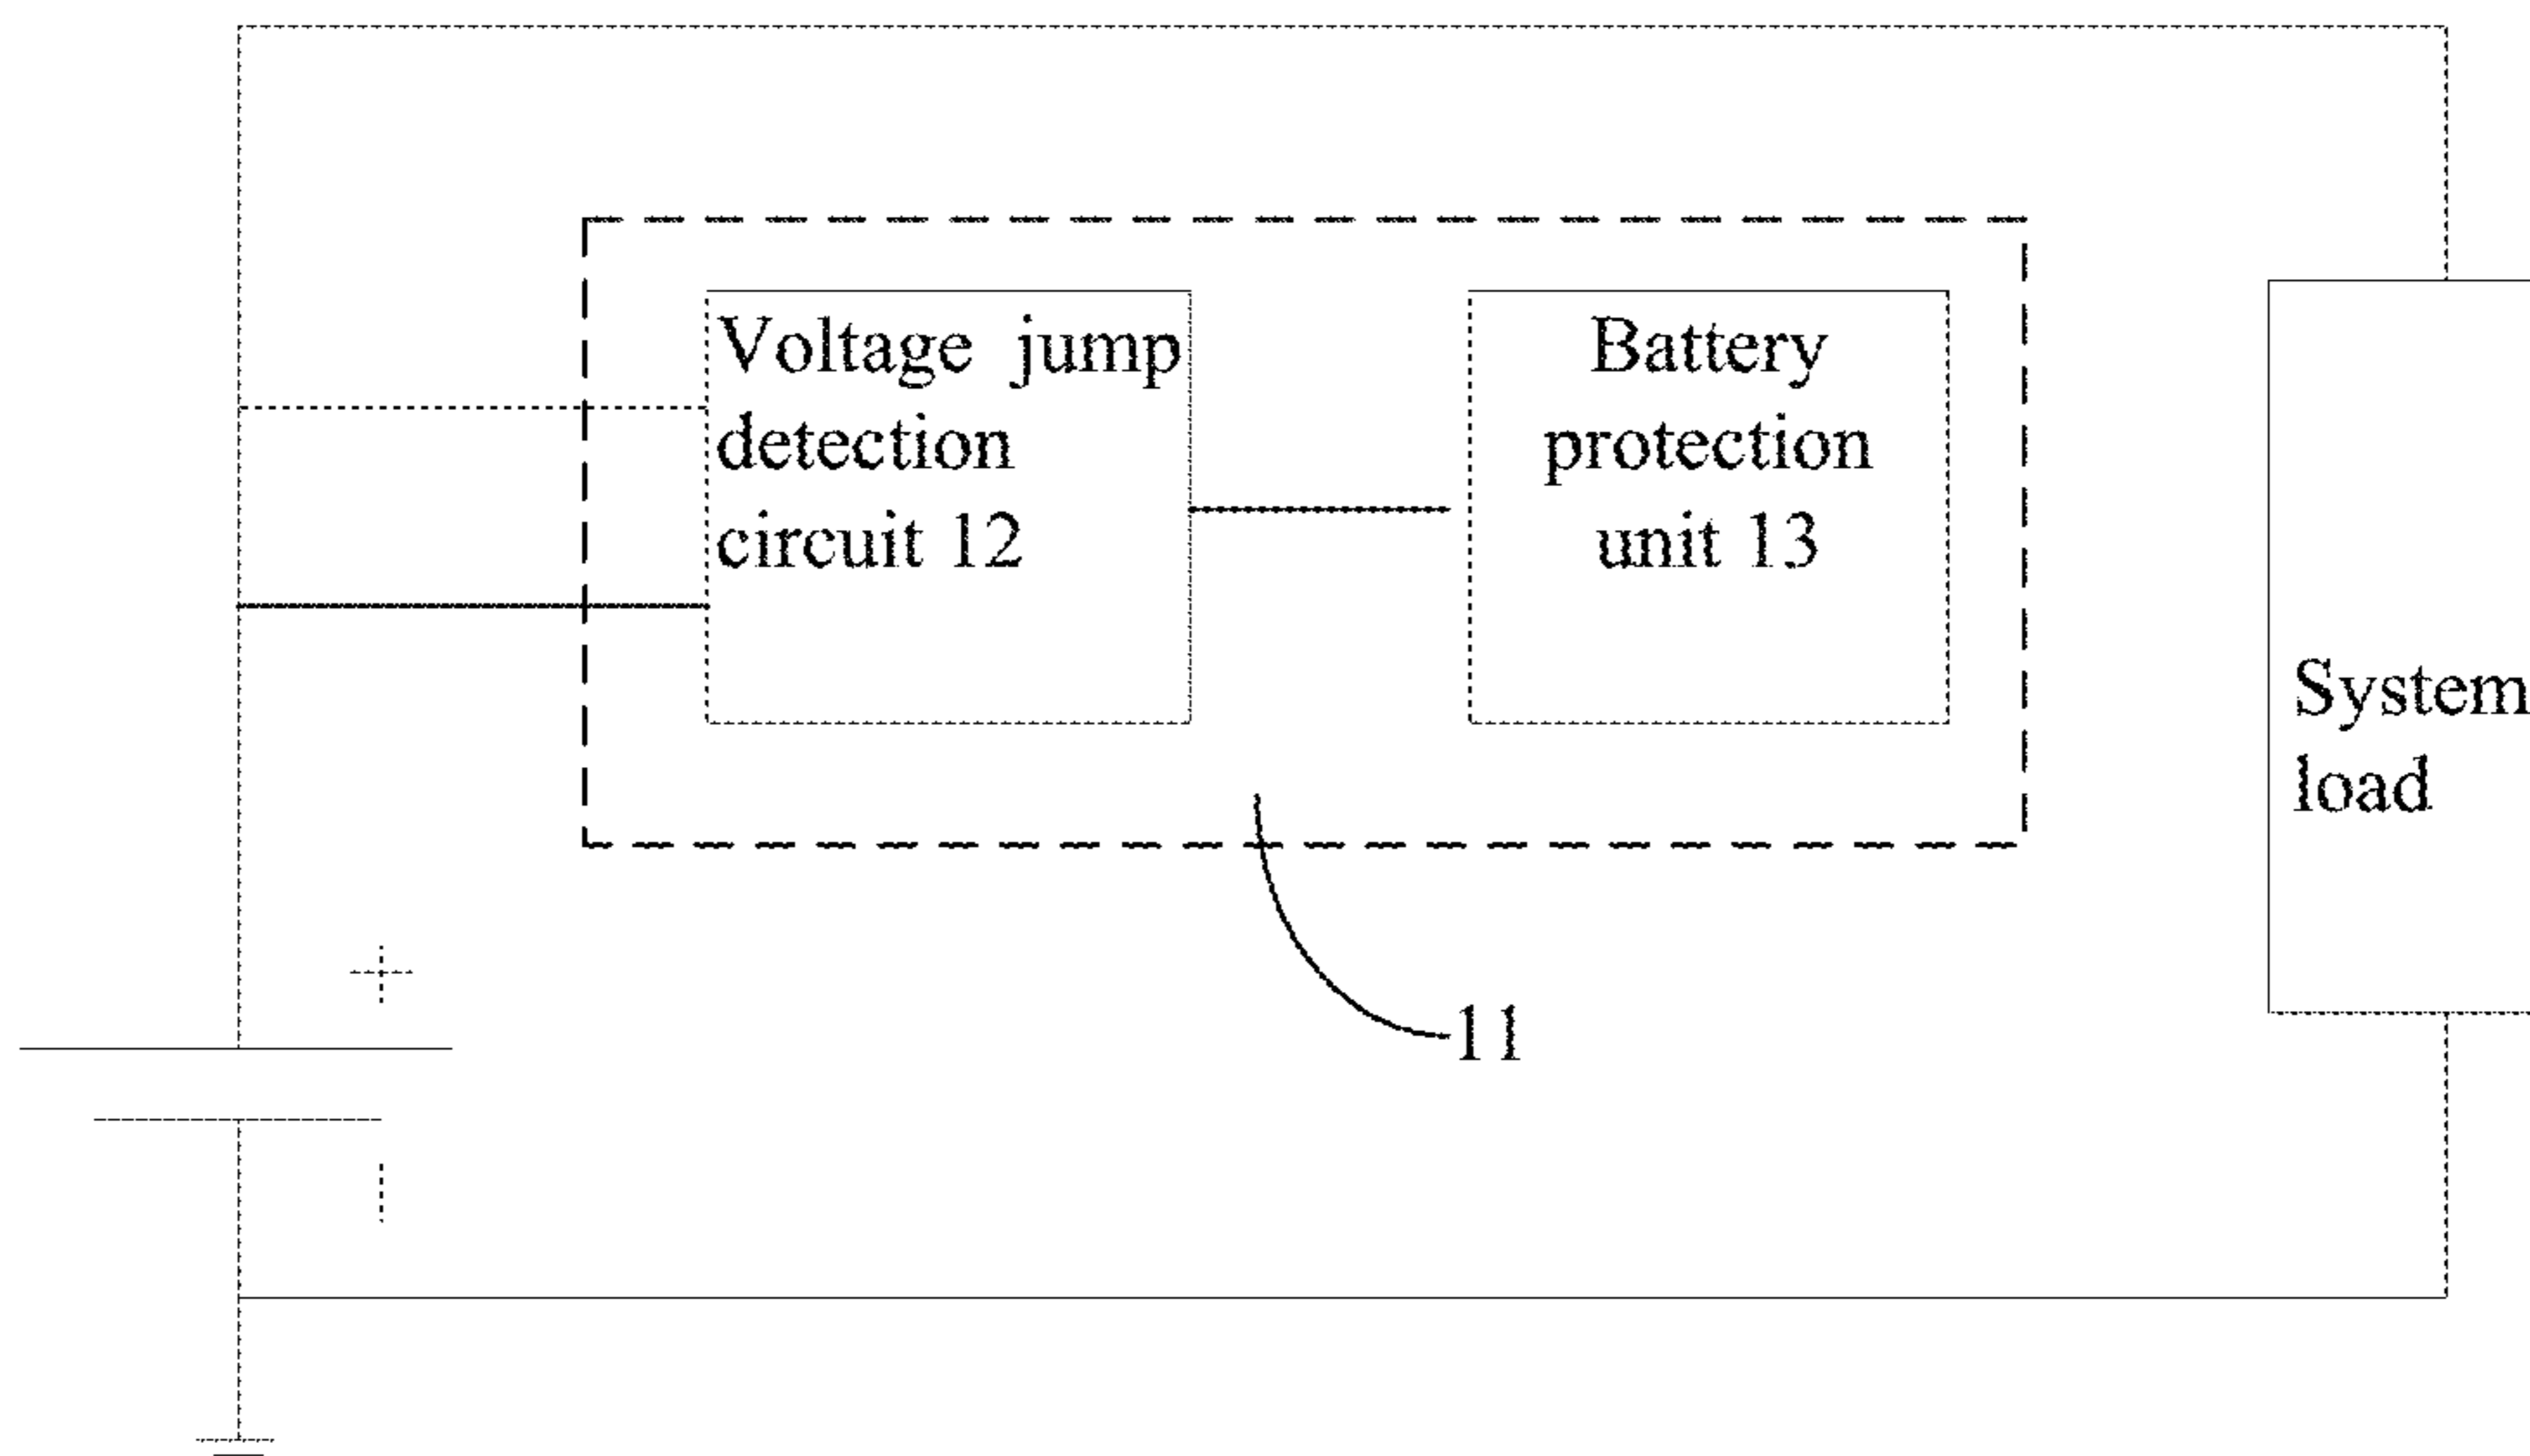 Voltage jump
detection
circuit 12
Battery
protection
unit 13
System
load
+
11